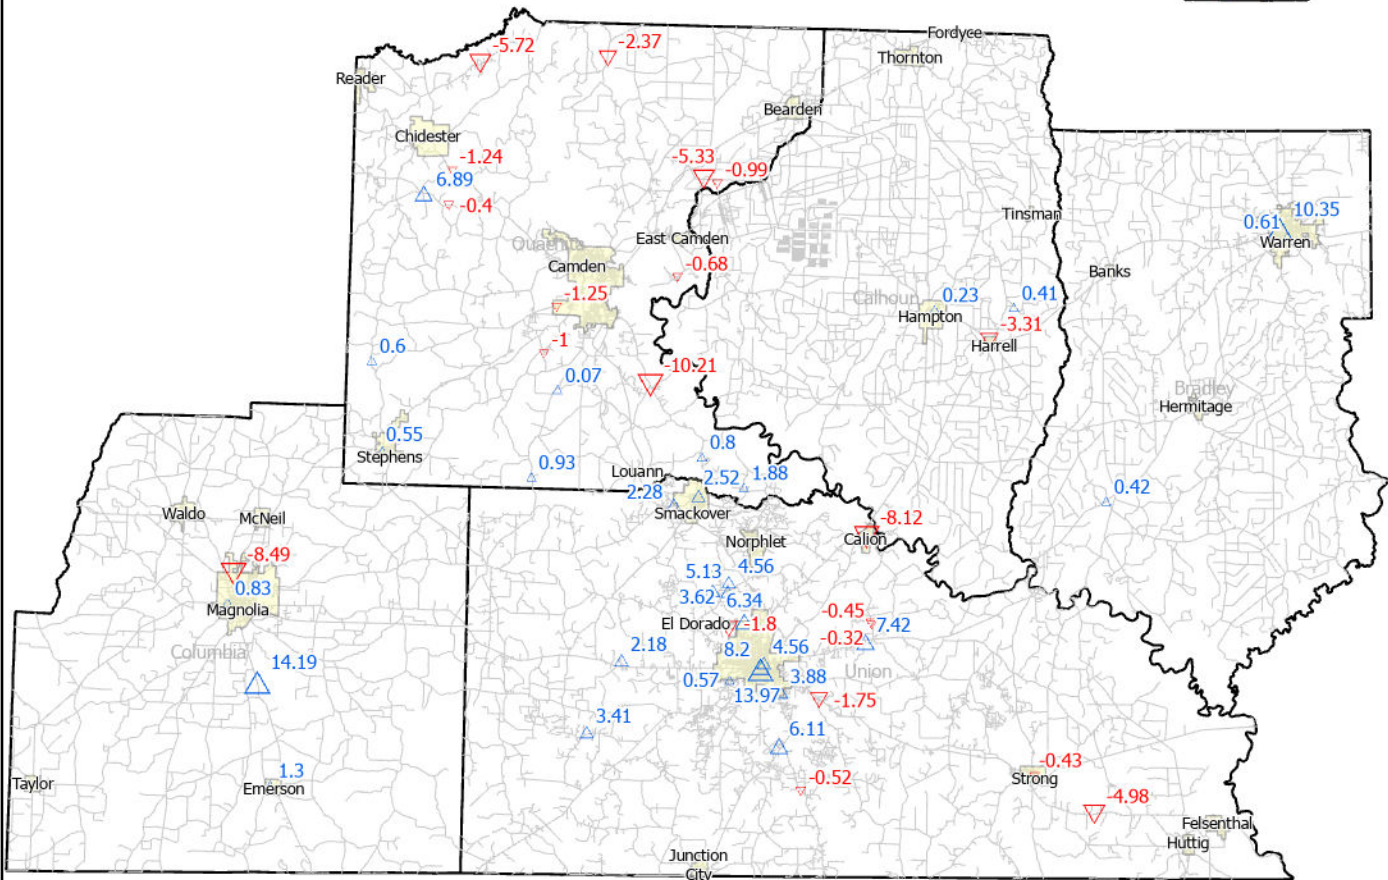 Fordyce
-5.72
-2.37
Thornton
Reader
Bearden
Chidester
-1.24
-5.33
-0.99
6.89
-0.4
10.35
Tinsman
0.61
Warren
East Camden
Ouachita
Camden
-0.68
Banks
-1.25
Calhoun
0.23
0.41
Hampton
-3.31
Harrell
-1
0.6
-10.21
0.07
Bradley
Hermitage
0.55
Stephens
0.8
0.93
Louann
2.52
1.88
2.28
0.42
Smackover
Waldo
McNeil
-8.12
Calion
Norphlet
-8.49
0.83
Magnolia
5.13
4.56
3.62
6.34
-0.45
El Dorado
-1.8
7.42
-0.32
Columbia
14.19
2.18
8.2
4.56
Union
0.57
3.88
13.97
-1.75
3.41
6.11
1.3
Emerson
Taylor
-0.52
-0.43
Strong
-4.98
Felsenthal
Huttig
Junction
City